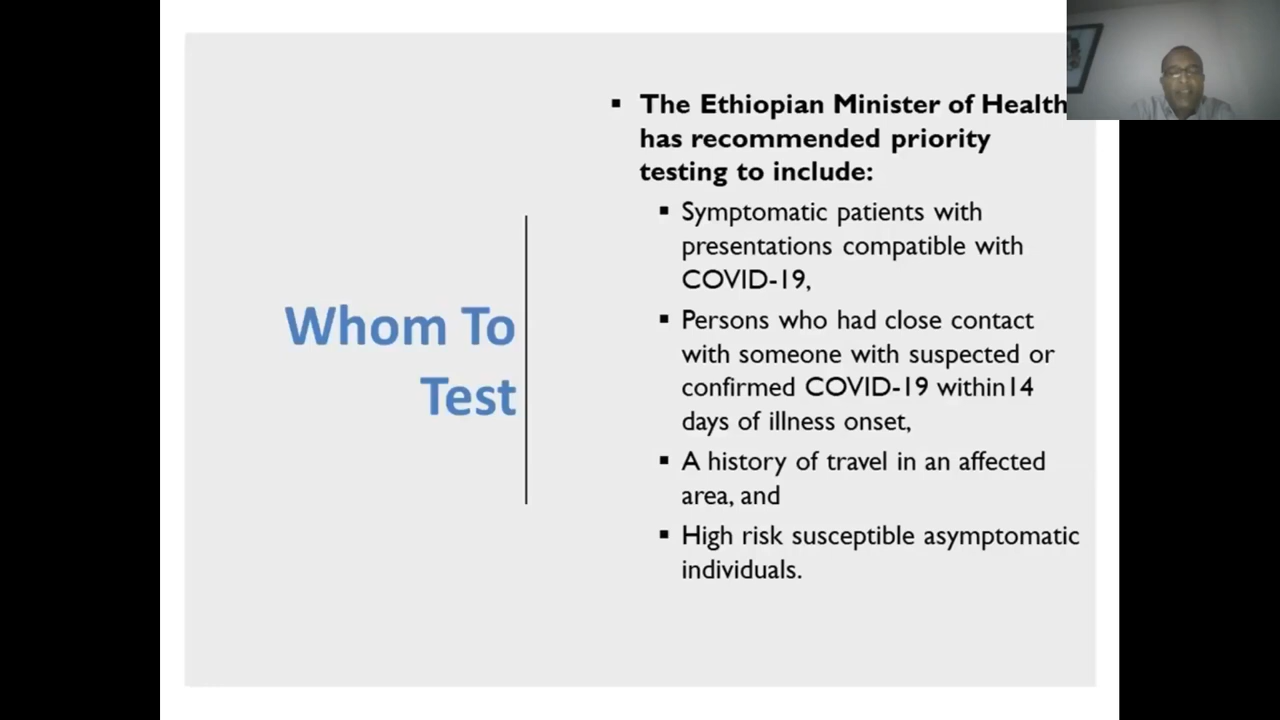 Whom To
Test
▪ The Ethiopian Minister of Health
has recommended priority
testing to include:
▪ Symptomatic patients with
presentations compatible with
COVID-19,
▪ Persons who had close contact
with someone with suspected or
confirmed COVID-19 within14
days of illness onset,
▪ A history of travel in an affected
area, and
▪ High risk susceptible asymptomatic
individuals.